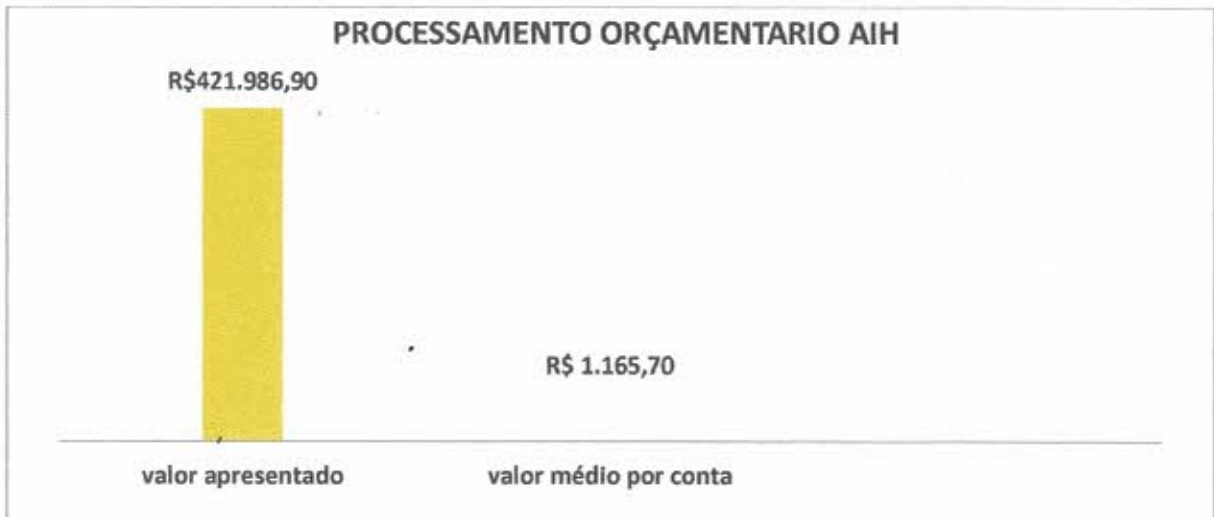 PROCESSAMENTO ORÇAMENTARIO AIH
R$421.986,90
R$ 1.165,70
valor apresentado
valor médio por conta